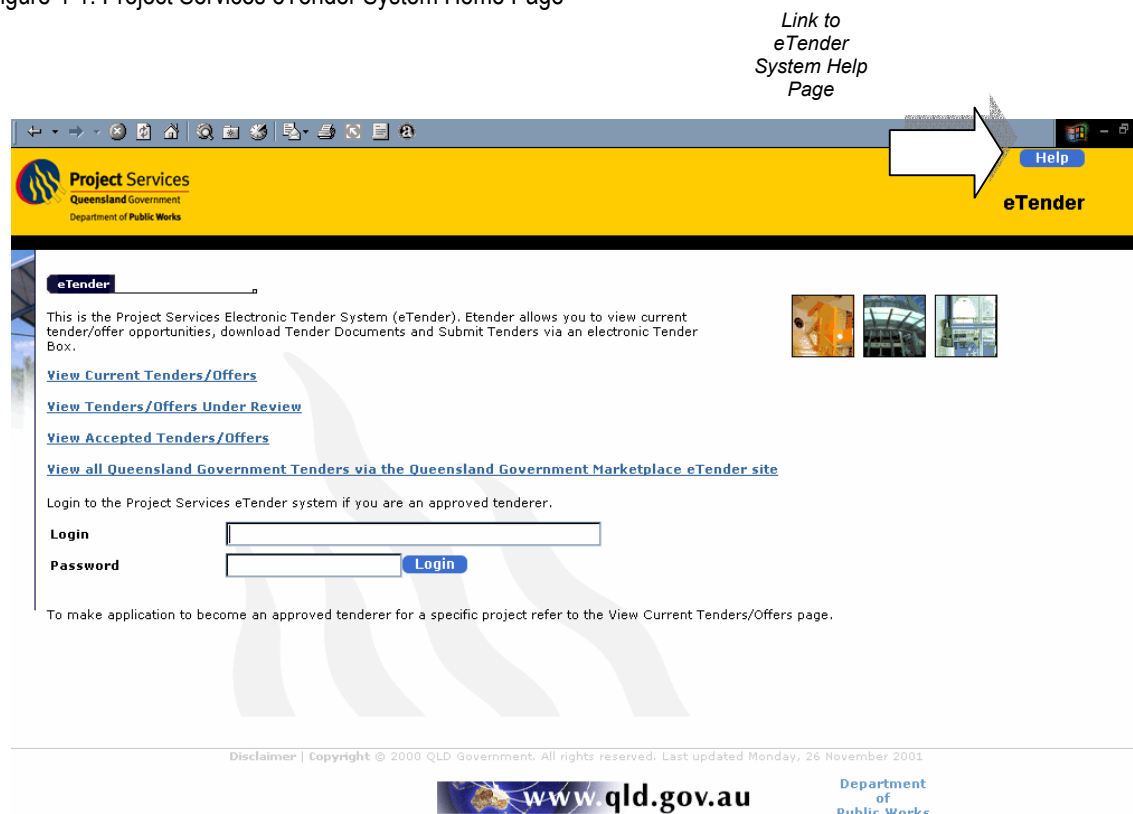 Project Services eTender System Home Page
Link to
eTender
System Help
Page
Help
Project Services
Queensland Government
Department of Public Works
eTender
eTender
This is the Project Services Electronic Tender System (eTender). Etender allows you to view current
tender/offer opportunities, download Tender Documents and Submit Tenders via an electronic Tender
Box.
View Current Tenders/Offers
View Tenders/Offers Under Review
View Accepted Tenders/Offers
View all Queensland Government Tenders via the Queensland Government Marketplace eTender site
Login to the Project Services eTender system if you are an approved tenderer.
Login
Password
Login
To make application to become an approved tenderer for a specific project refer to the View Current Tenders/Offers page.
Disclaimer | Copyright © 2000 QLD Government. All rights reserved. Last updated Monday, 26 November 2001
www.qld.gov.au
Department
of
Public Works